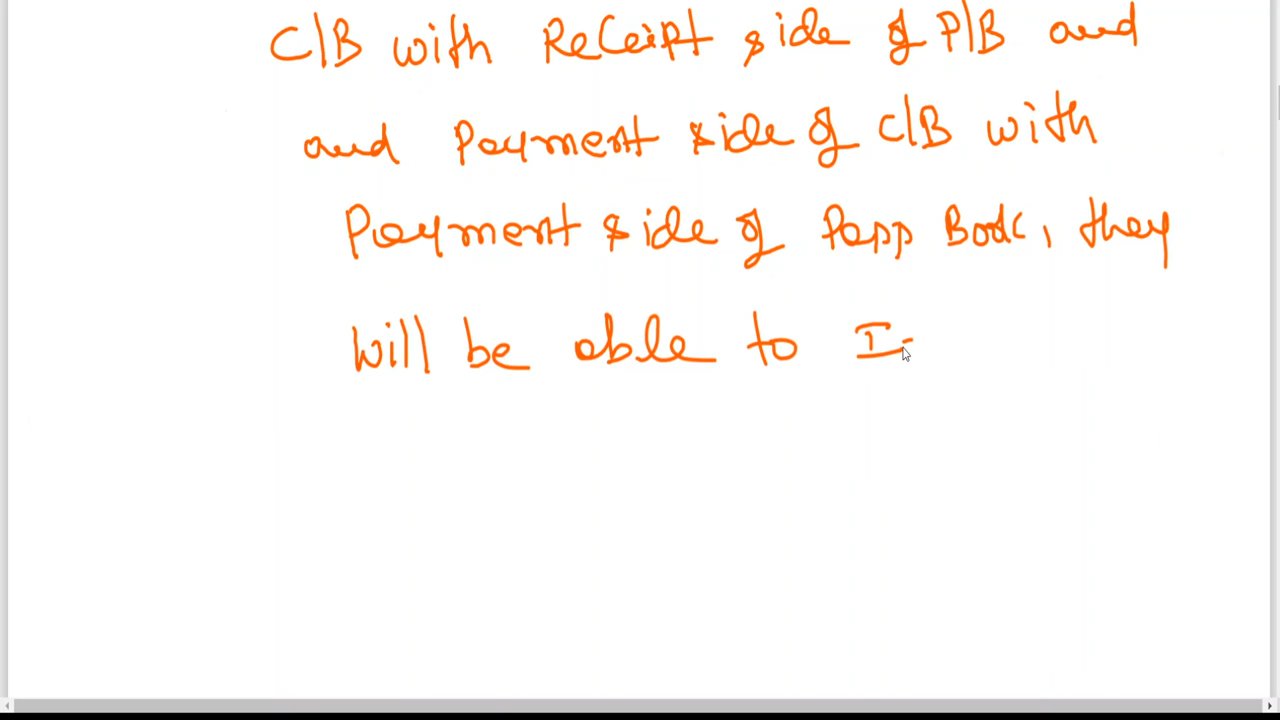 C/B with Receipt side of P/B and
and Payment side of C/B with
Payment side of Pass Book, they
will be able to I